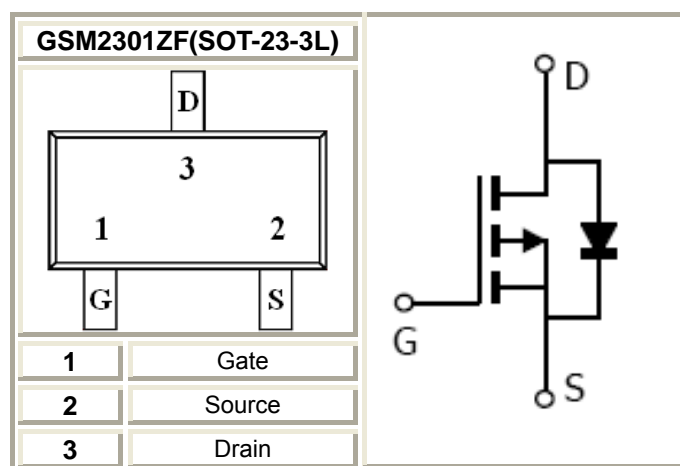 GSM2301ZF(SOT-23-3L)
D
3
1 2
G S
1 Gate
2 Source
3 Drain
D
G
S